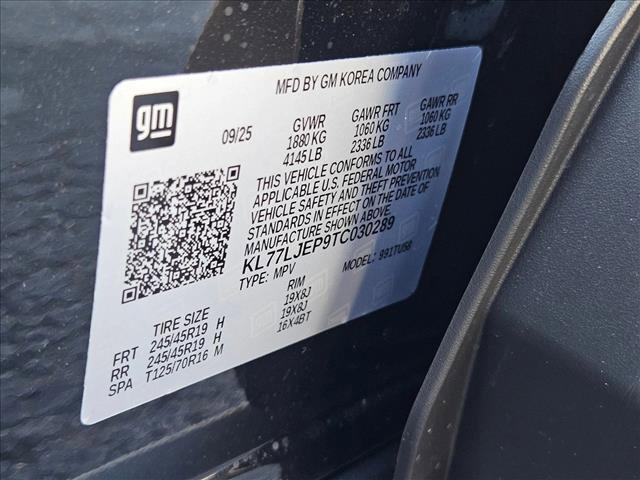 MFD BY GM KOREA COMPANY
gm
09/25
GVWR GAWR FRT GAWR RR
1880 KG 1060 KG 1060 KG
4145 LB 2336 LB 2336 LB
THIS VEHICLE CONFORMS TO ALL
APPLICABLE U.S. FEDERAL MOTOR
VEHICLE SAFETY AND THEFT PREVENTION
STANDARDS IN EFFECT ON THE DATE OF
MANUFACTURE SHOWN ABOVE.
KL77LJEP9TC030289
TYPE: MPV MODEL: 991TU58
TIRE SIZE RIM
FRT 245/45R19 H 19X8J
RR 245/45R19 H 19X8J
SPA T125/70R16 M 16X4BT